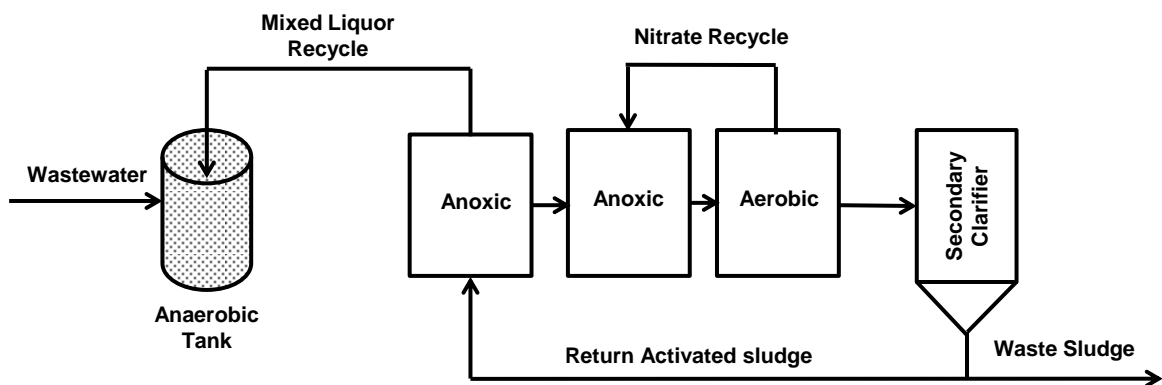 Mixed Liquor
Recycle
Nitrate Recycle
Wastewater
Anoxic
Anoxic
Aerobic
Secondary
Clarifier
Anaerobic
Tank
Return Activated sludge
Waste Sludge